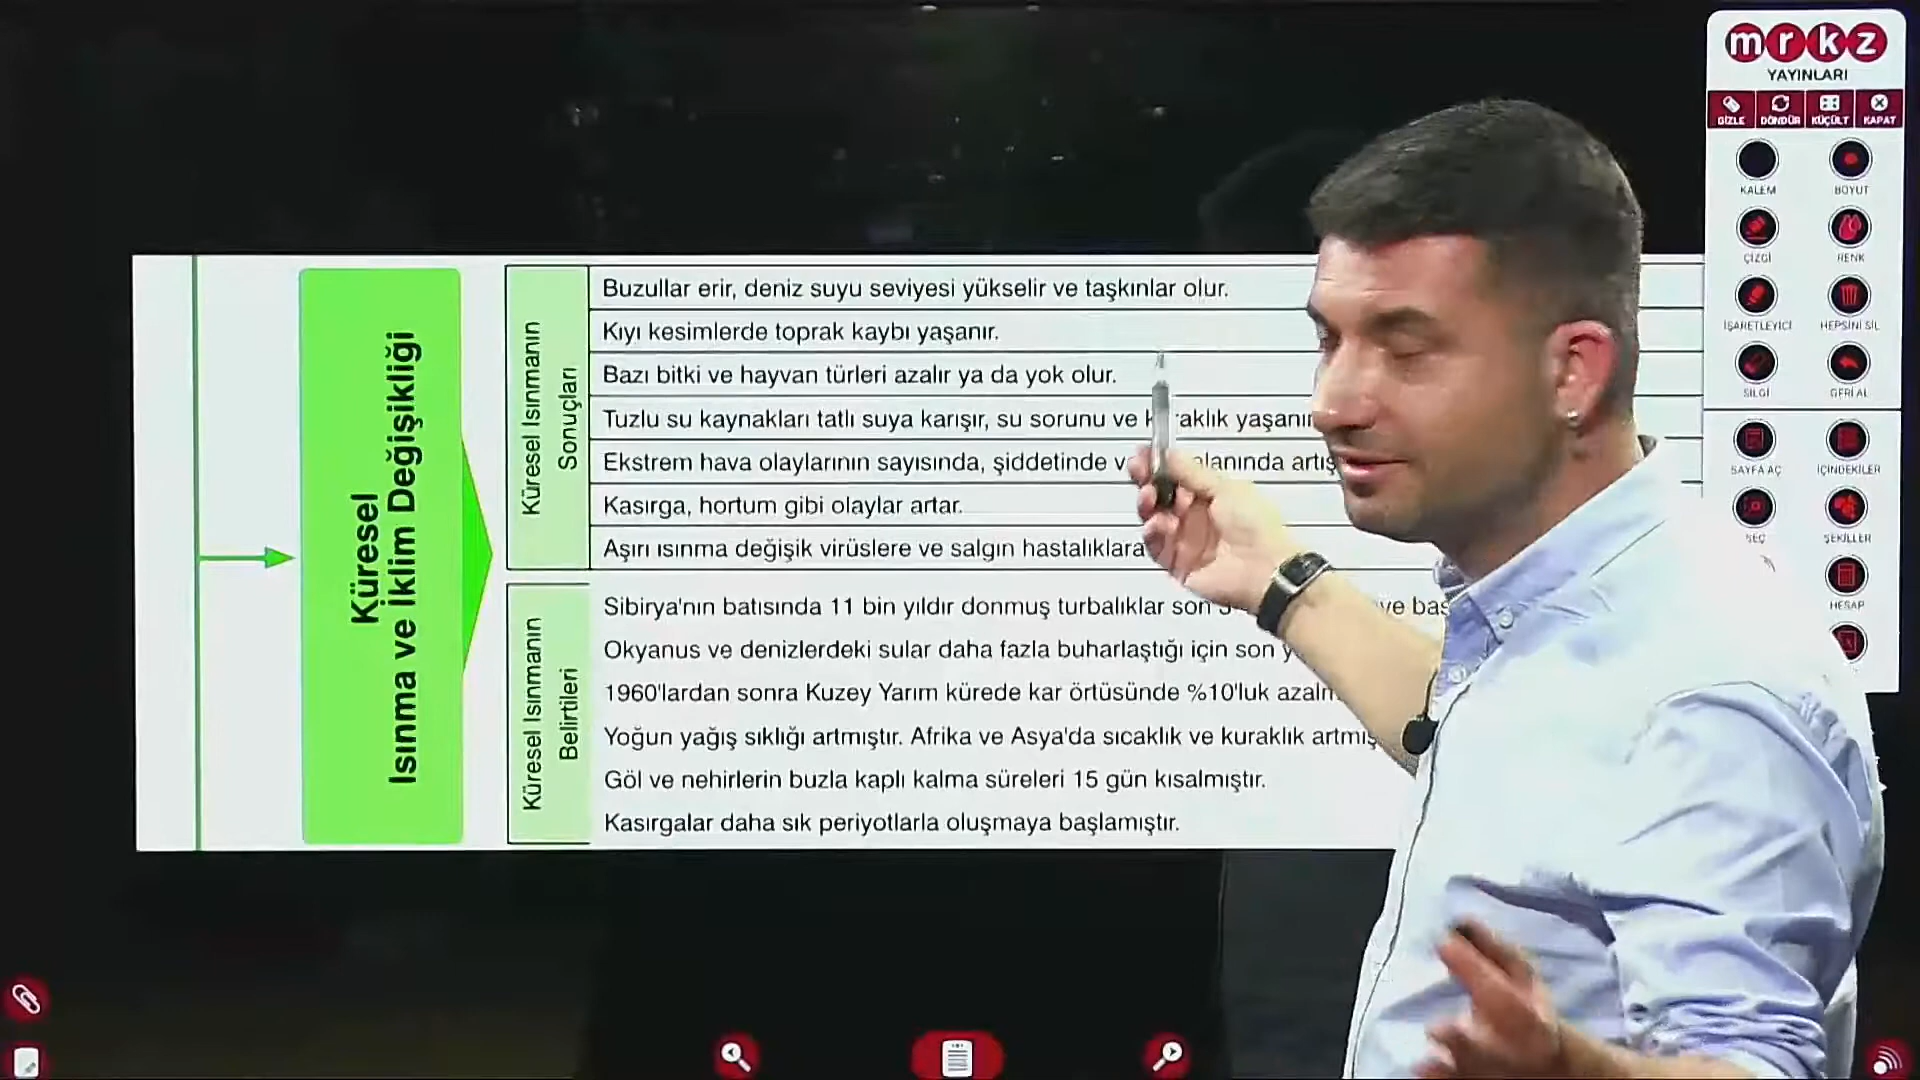 mrkz
YAYINLARI
GİZLE DÖNDÜR KÜÇÜLT KAPAT
KALEM BOYUT
ÇİZGİ RENK
İŞARETLEYİCİ HEPSİNİ SİL
SİLGİ GERİ AL
SAYFA AÇ İÇİNDEKİLER
SEÇ ŞEKİLLER
HESAP
Küresel
Isınma ve İklim Değişikliği
Küresel Isınmanın
Sonuçları
Buzullar erir, deniz suyu seviyesi yükselir ve taşkınlar olur.
Kıyı kesimlerde toprak kaybı yaşanır.
Bazı bitki ve hayvan türleri azalır ya da yok olur.
Tuzlu su kaynakları tatlı suya karışır, su sorunu ve
Ekstrem hava olaylarının sayısında, şiddetinde
Kasırga, hortum gibi olaylar artar.
Aşırı ısınma değişik virüslere ve salgın hastalıklara
Küresel Isınmanın
Belirtileri
Sibirya'nın batısında 11 bin yıldır donmuş turbalıklar son
Okyanus ve denizlerdeki sular daha fazla buharlaştığı için son
1960'lardan sonra Kuzey Yarım kürede kar örtüsünde %10'luk
Yoğun yağış sıklığı artmıştır. Afrika ve Asya'da sıcaklık ve kuraklık
Göl ve nehirlerin buzla kaplı kalma süreleri 15 gün kısalmıştır.
Kasırgalar daha sık periyotlarla oluşmaya başlamıştır.